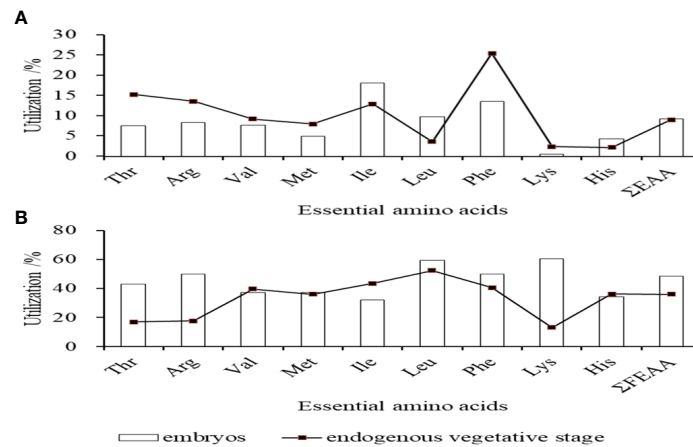 A
30
25
20
15
10
5
0
Utilization /%
Thr Arg Val Met Ile Leu Phe Lys His ΣEAA
Essential amino acids
B
80
60
40
20
0
Utilization /%
Thr Arg Val Met Ile Leu Phe Lys His ΣFEAA
Essential amino acids
embryos endogenous vegetative stage